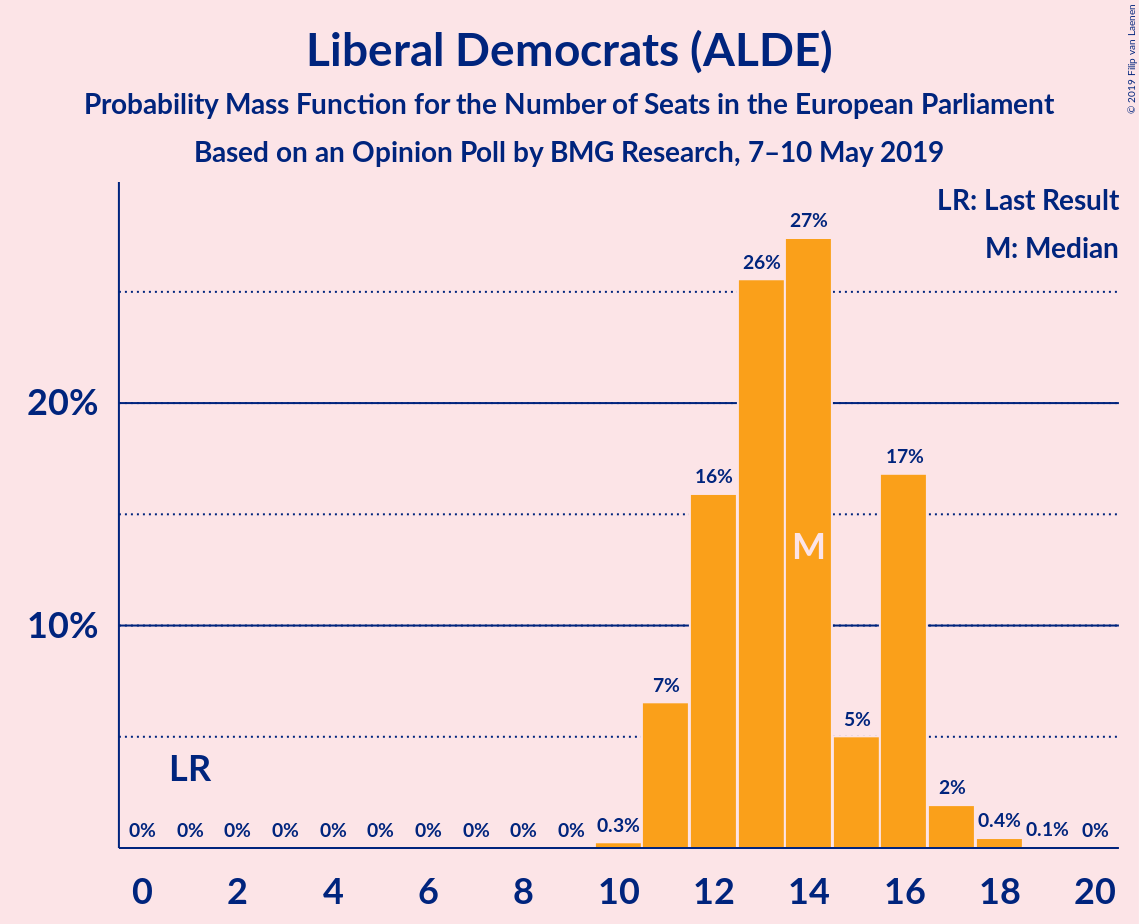 © 2019 Filip van Laenen
Liberal Democrats (ALDE)
Probability Mass Function for the Number of Seats in the European Parliament
Based on an Opinion Poll by BMG Research, 7–10 May 2019
LR: Last Result
M: Median
27%
26%
20%
17%
16%
M
10%
7%
5%
LR
2%
0% 0% 0% 0% 0% 0% 0% 0% 0% 0% 0.3% 0.4% 0.1% 0%
0 2 4 6 8 10 12 14 16 18 20